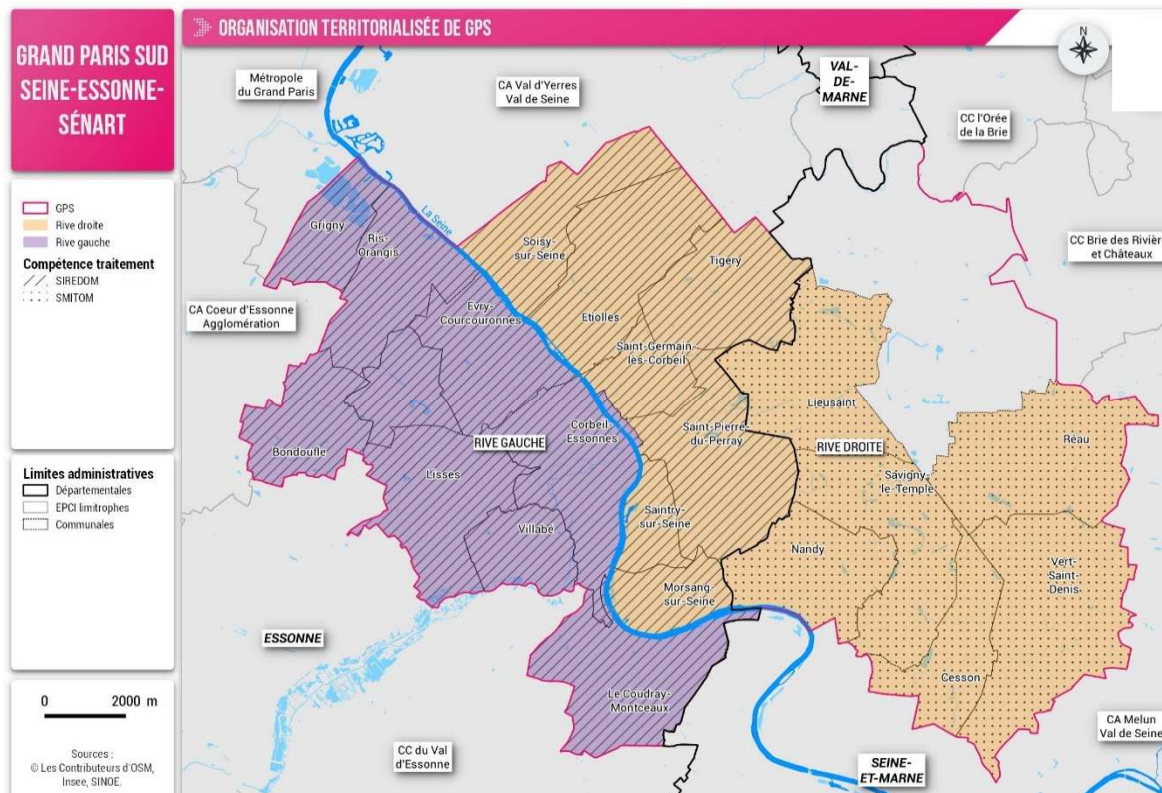 GRAND PARIS SUD
SEINE-ESSONNE-
SÉNART
ORGANISATION TERRITORIALISÉE DE GPS
N
GPS
Rive droite
Rive gauche
Compétence traitement
SIREDOM
SMITOM
Limites administratives
Départementales
EPCI limitrophes
Communales
0 2000 m
Sources :
© Les Contributeurs d'OSM,
Insee, SINOE.
Métropole
du Grand Paris
CA Val d'Yerres
Val de Seine
VAL-
DE-
MARNE
CC l'Orée
de la Brie
CC Brie des Rivièr
et Châteaux
CA Coeur d'Essonne
Agglomération
La Seine
Grigny
Ris-
Orangis
Soisy-
sur-Seine
Tigery
Evry-
Courcouronnes
Etiolles
Saint-Germain-
lès-Corbeil
Lieusaint
Corbeil-
Essonnes
Saint-Pierre-
du-Perray
RIVE GAUCHE
RIVE DROITE
Réau
Bondoufle
Lisses
Savigny-
le-Temple
Villabé
Saintry-
sur-Seine
Nandy
Vert-
Saint-
Denis
Morsang-
sur-Seine
ESSONNE
Le Coudray-
Montceaux
Cesson
CC du Val
d'Essonne
SEINE-
ET-MARNE
CA Melun
Val de Seine